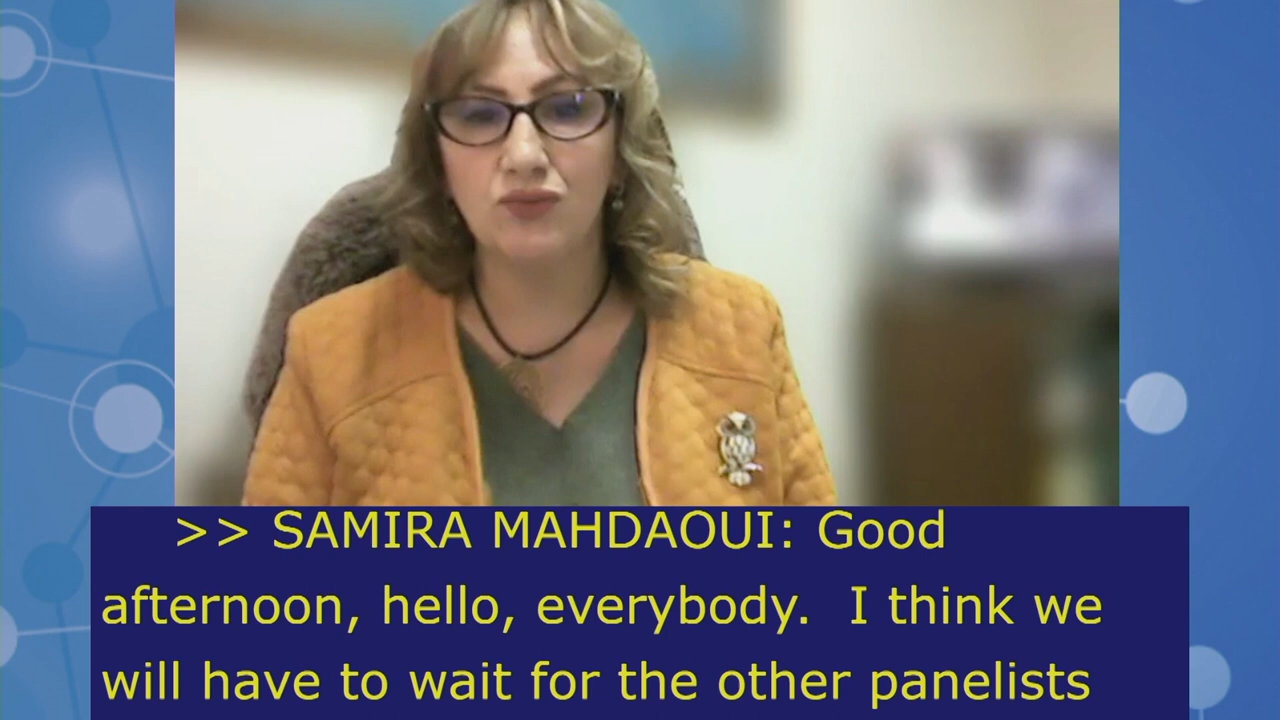 >> SAMIRA MAHDAOUI: Good
afternoon, hello, everybody.  I think we
will have to wait for the other panelists